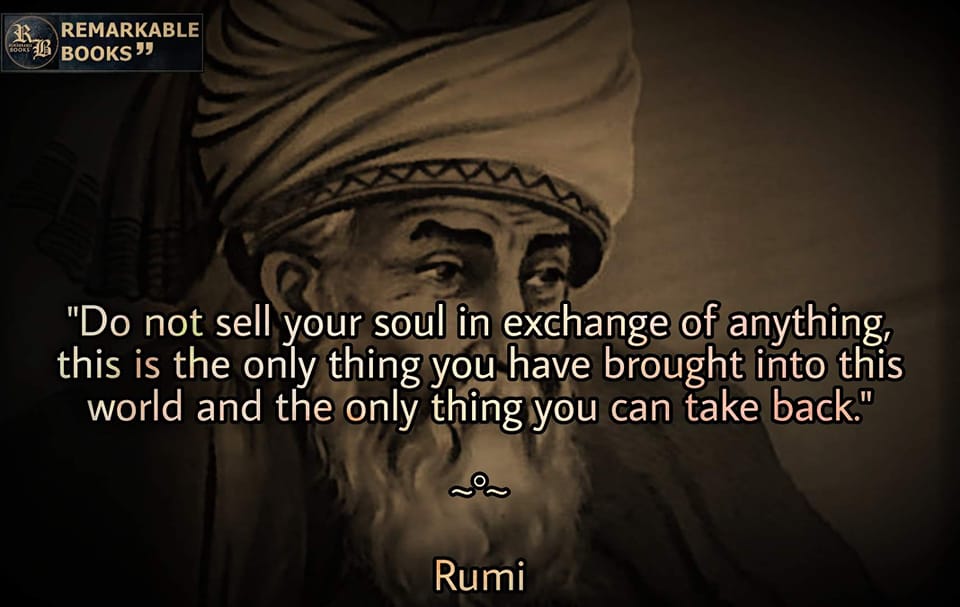 REMARKABLE
BOOKS”
"Do not sell your soul in exchange of anything,
this is the only thing you have brought into this
world and the only thing you can take back."
~°~
Rumi